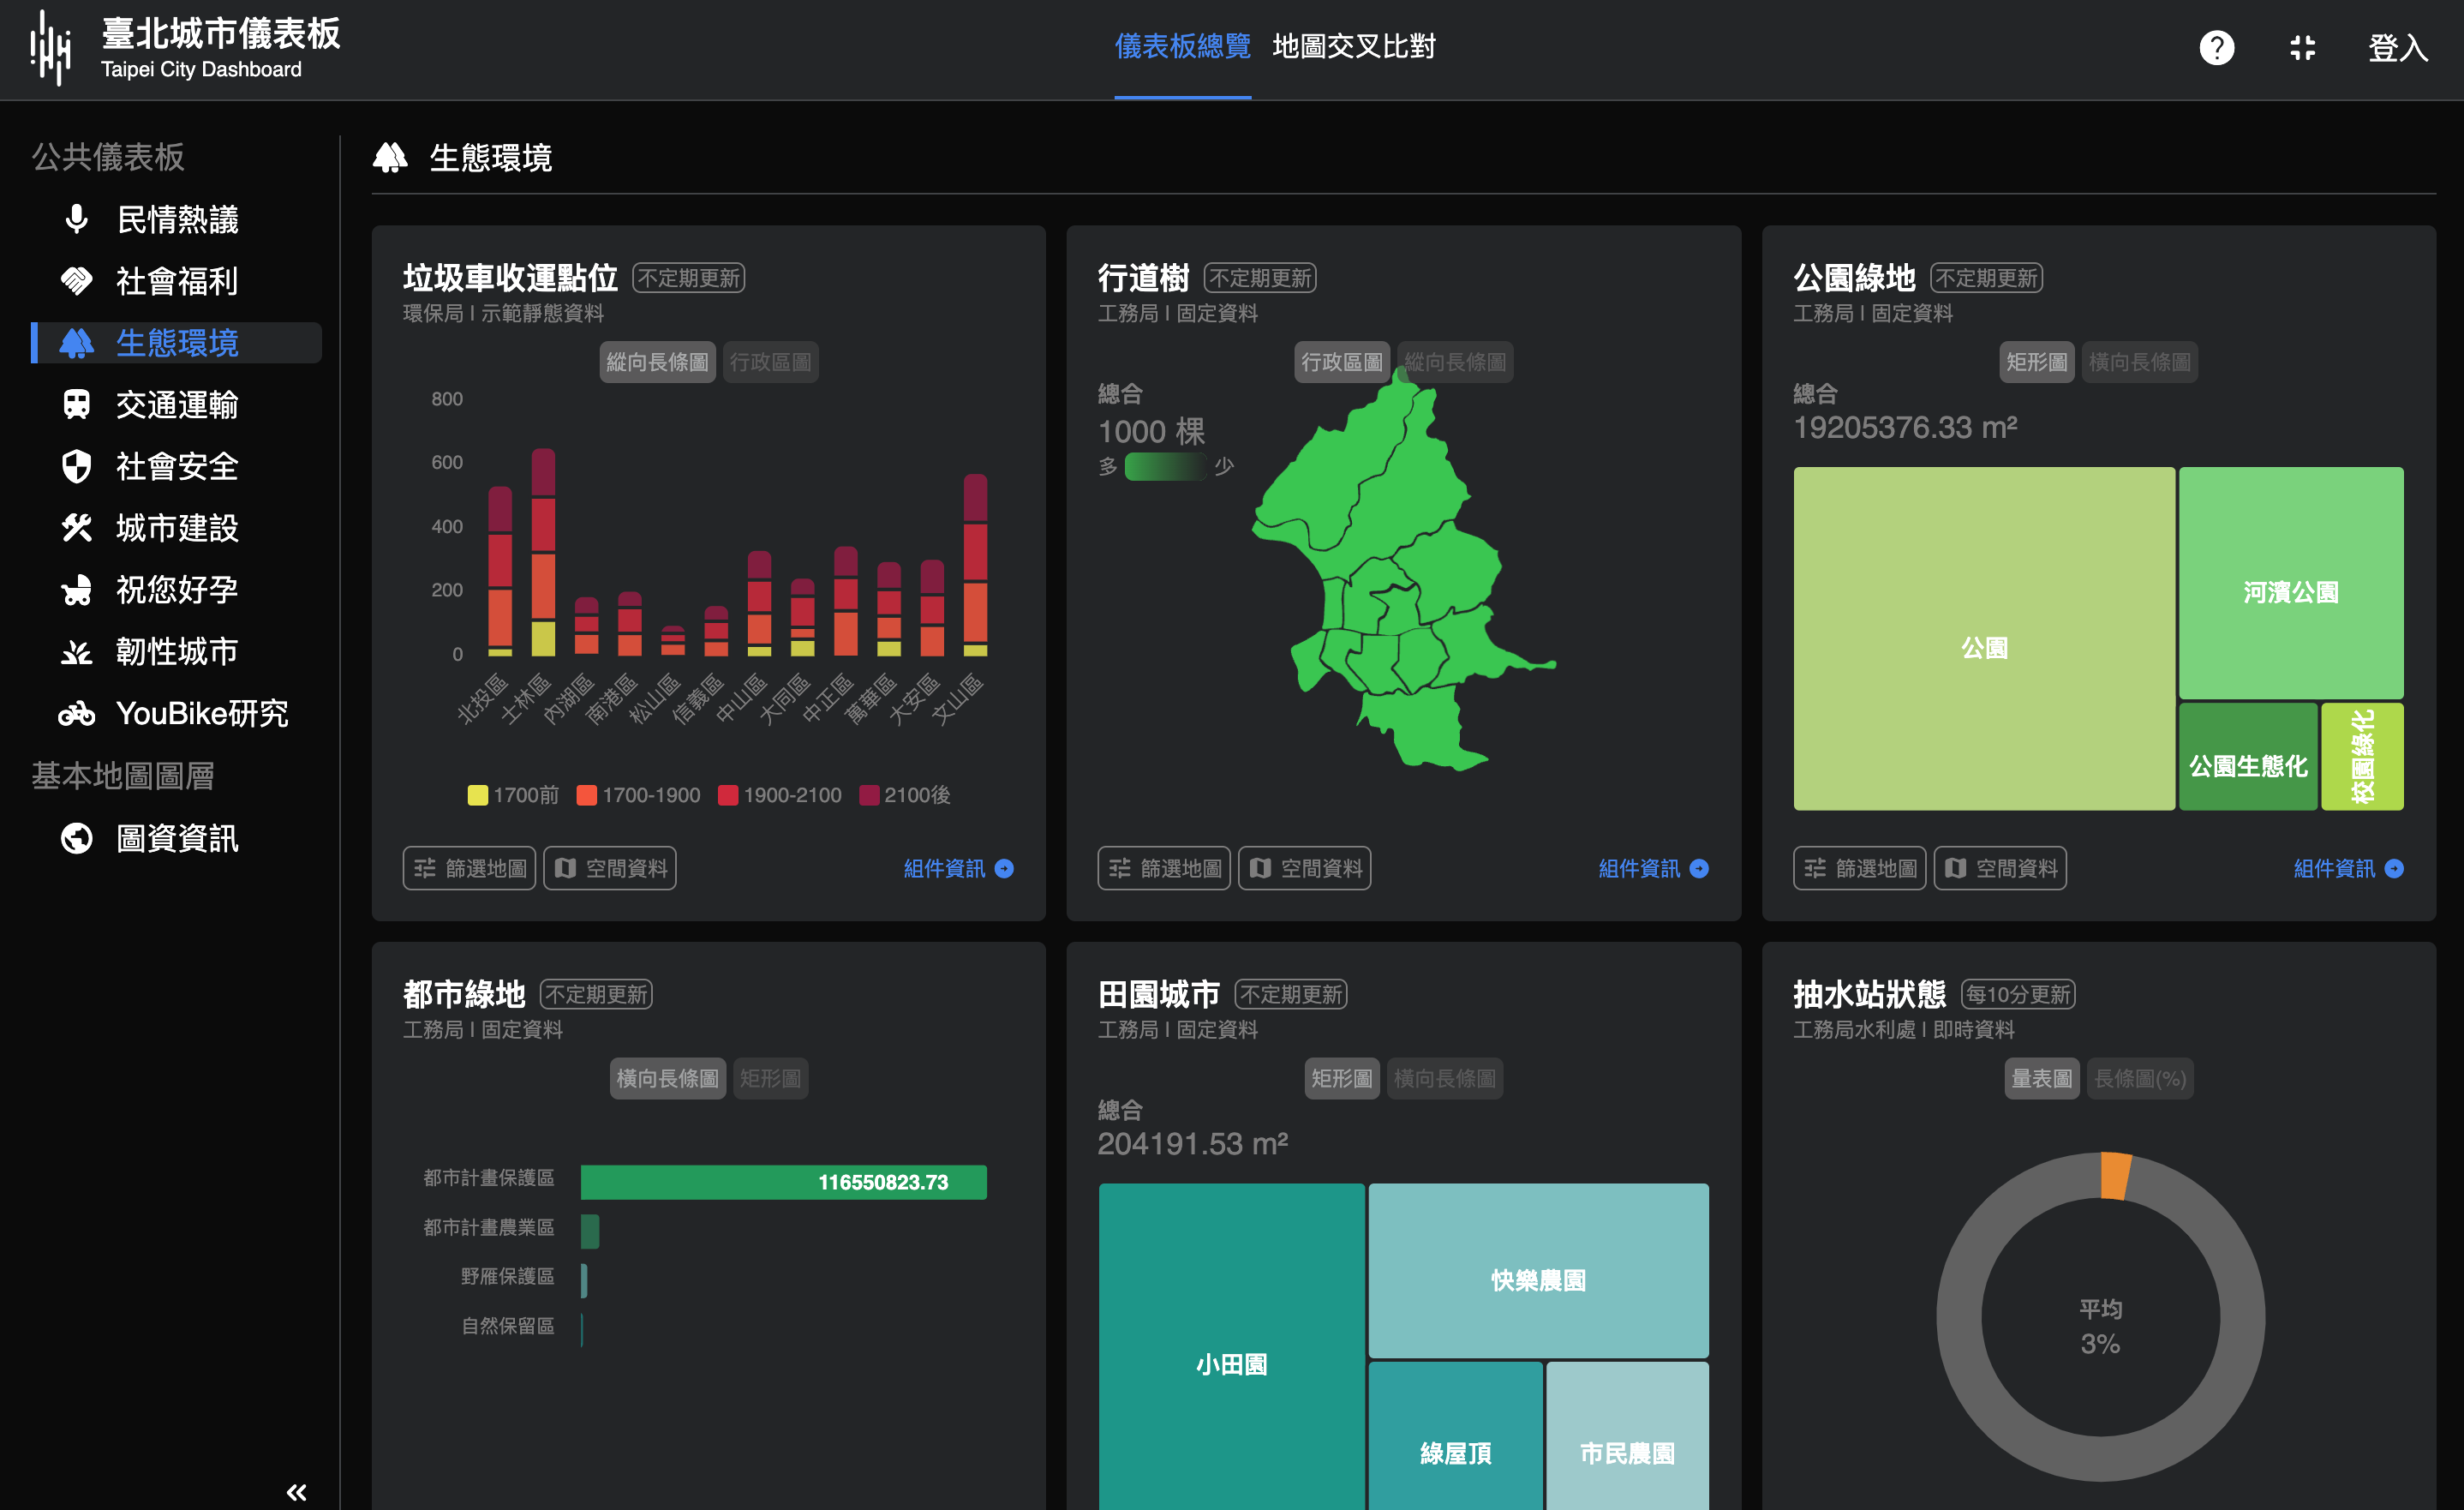 臺北城市儀表板
Taipei City Dashboard
儀表板總覽 地圖交叉比對
登入
公共儀表板
民情熱議
社會福利
生態環境
交通運輸
社會安全
城市建設
祝您好孕
韌性城市
YouBike研究
基本地圖圖層
圖資資訊
生態環境
垃圾車收運點位 不定期更新
環保局 | 示範靜態資料
縱向長條圖 行政區圖
800
600
400
200
0
北投區 士林區 內湖區 南港區 松山區 信義區 中山區 大同區 中正區 萬華區 大安區 文山區
1700前 1700-1900 1900-2100 2100後
篩選地圖 空間資料 組件資訊
行道樹 不定期更新
工務局 | 固定資料
行政區圖 縱向長條圖
總合
1000 棵
多 少
篩選地圖 空間資料 組件資訊
公園綠地 不定期更新
工務局 | 固定資料
矩形圖 橫向長條圖
總合
19205376.33 m²
公園
河濱公園
公園生態化
校園綠化
篩選地圖 空間資料 組件資訊
都市綠地 不定期更新
工務局 | 固定資料
橫向長條圖 矩形圖
都市計畫保護區 116550823.73
都市計畫農業區
野雁保護區
自然保留區
田園城市 不定期更新
工務局 | 固定資料
矩形圖 橫向長條圖
總合
204191.53 m²
小田園
快樂農園
綠屋頂
市民農園
抽水站狀態 每10分更新
工務局水利處 | 即時資料
量表圖 長條圖(%)
平均
3%